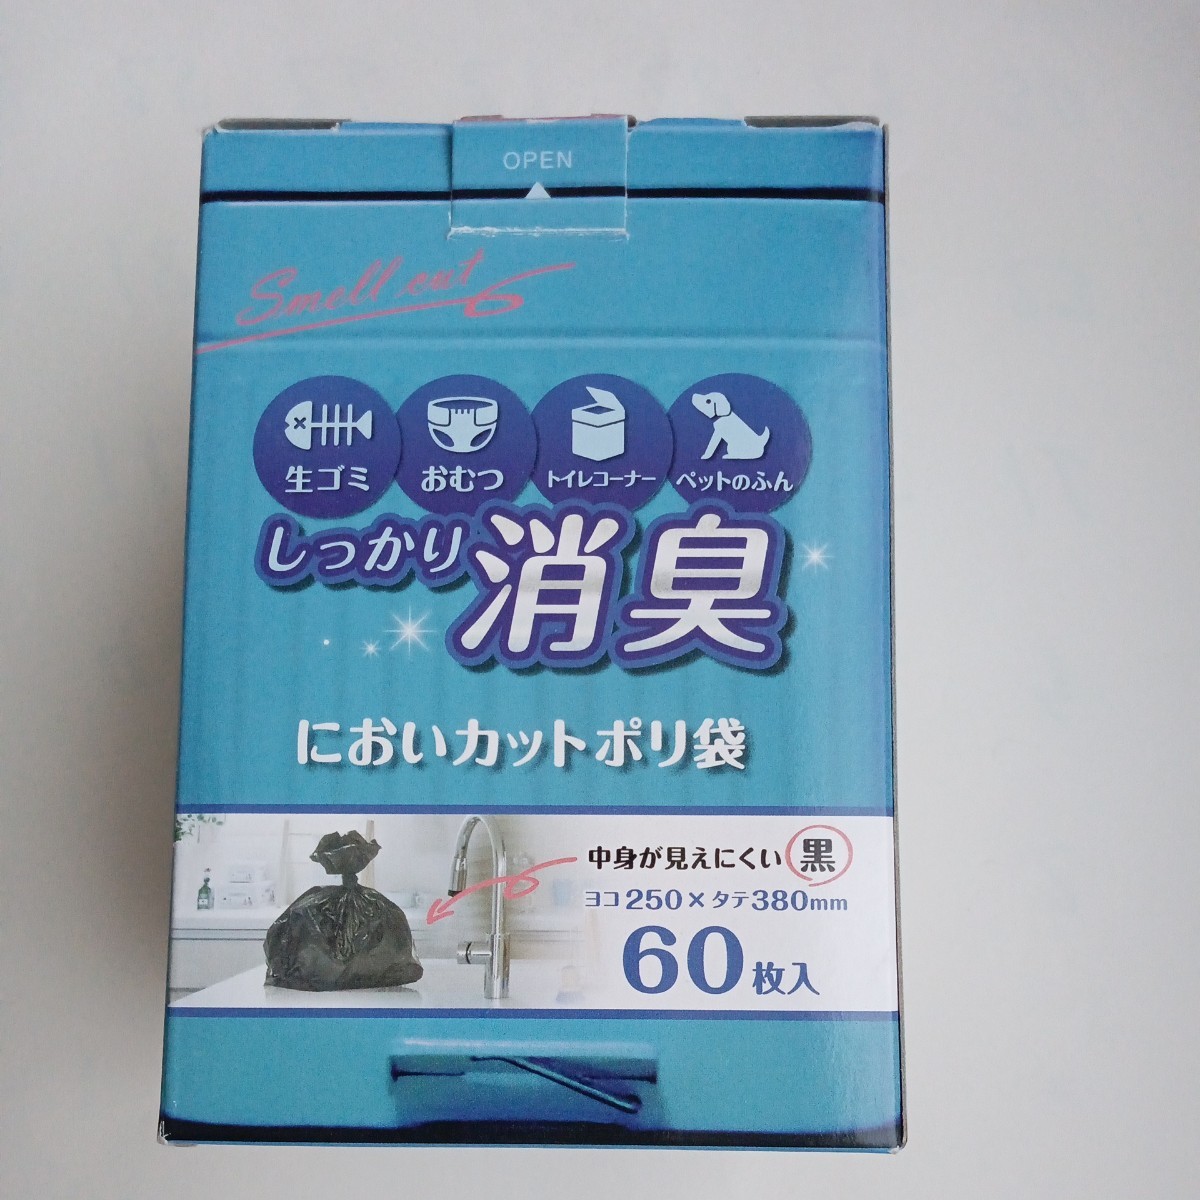 OPEN
Smell cut
生ゴミ おむつ トイレコーナー ペットのふん
しっかり消臭
においカットポリ袋
中身が見えにくい黒
ヨコ250×タテ380mm
60枚入